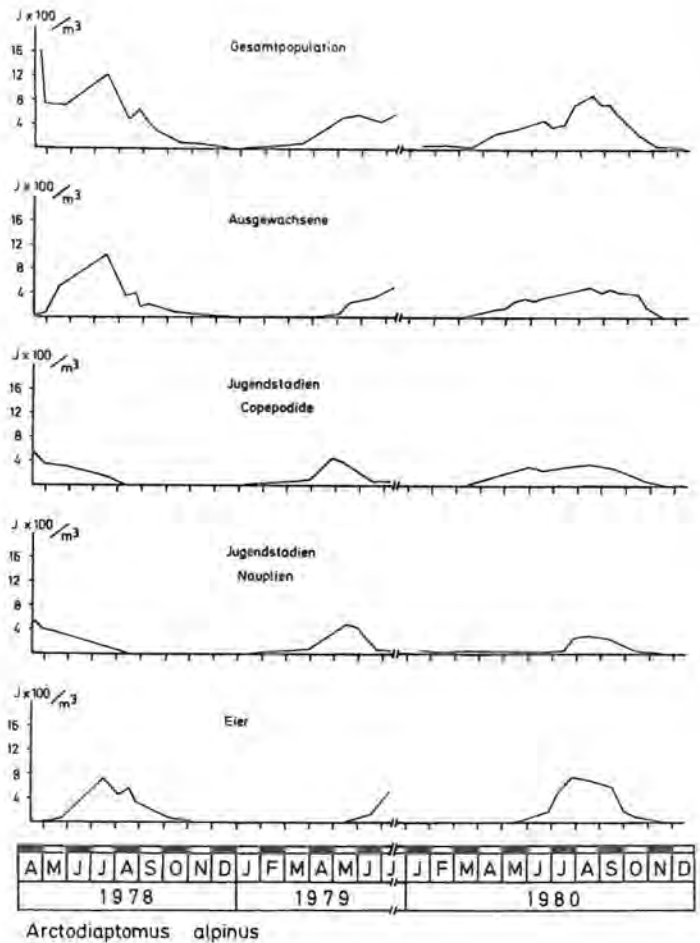 J x 100/m³
Gesamtpopulation
16
12
8
4
J x 100/m³
Ausgewachsene
16
12
8
4
J x 100/m³
Jugendstadien
Copepodide
16
12
8
4
J x 100/m³
Jugendstadien
Nauplien
16
12
8
4
J x 100/m³
Eier
16
12
8
4
A M J J A S O N D J F M A M J J J F M A M J J A S O N D
1978 1979 1980
Arctodiaptomus alpinus